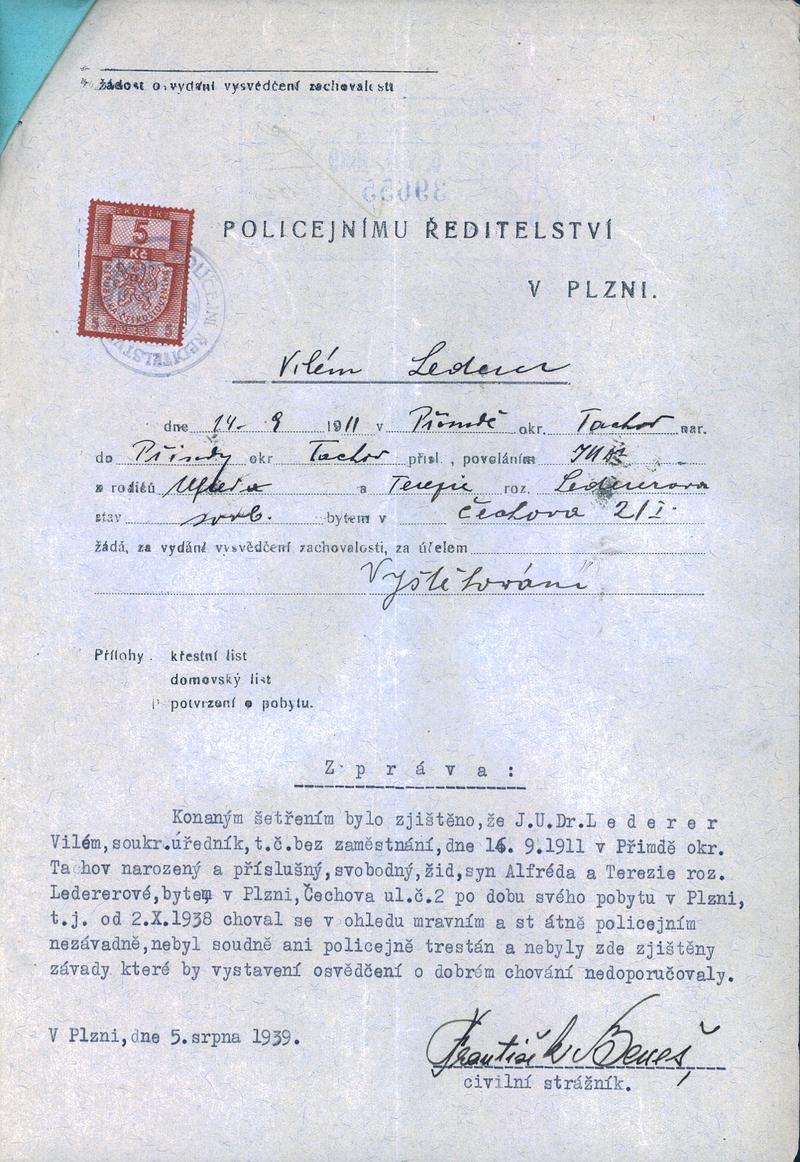 Žádost o vydání vysvědčení zachovalosti
39655
KOLEK
5
Kč
POLICEJNÍMU ŘEDITELSTVÍ
V PLZNI.
Vilém Lederer
dne 14. 9 1911 v Přimdě okr. Tachov nar.
do Přimdy okr Tachov přísl , povoláním
z rodičů Alfreda a Terezie roz. Ledererova
stav svob. bytem v Čechova 2/I.
žádá, za vydání vysvědčení zachovalosti, za účelem
Vystěhování
Přílohy . křestní list
domovský list
potvrzení o pobytu.
Z p r á v a :
Konaným šetřením bylo zjištěno,že J.U.Dr.L e d e r e r
Vilém,soukr.úředník,t.č.bez zaměstnání,dne 14. 9.1911 v Přimdě okr.
Tachov narozený a příslušný,svobodný,žid,syn Alfréda a Terezie roz.
Ledererové,bytem v Plzni,Čechova ul.č.2 po dobu svého pobytu v Plzni,
t.j. od 2.X.1938 choval se v ohledu mravním a st átně policejním
nezávadně,nebyl soudně ani policejně trestán a nebyly zde zjištěny
závady které by vystavení osvědčení o dobrém chování nedoporučovaly.
V Plzni,dne 5.srpna 1939.
František Beneš,
civilní strážník.